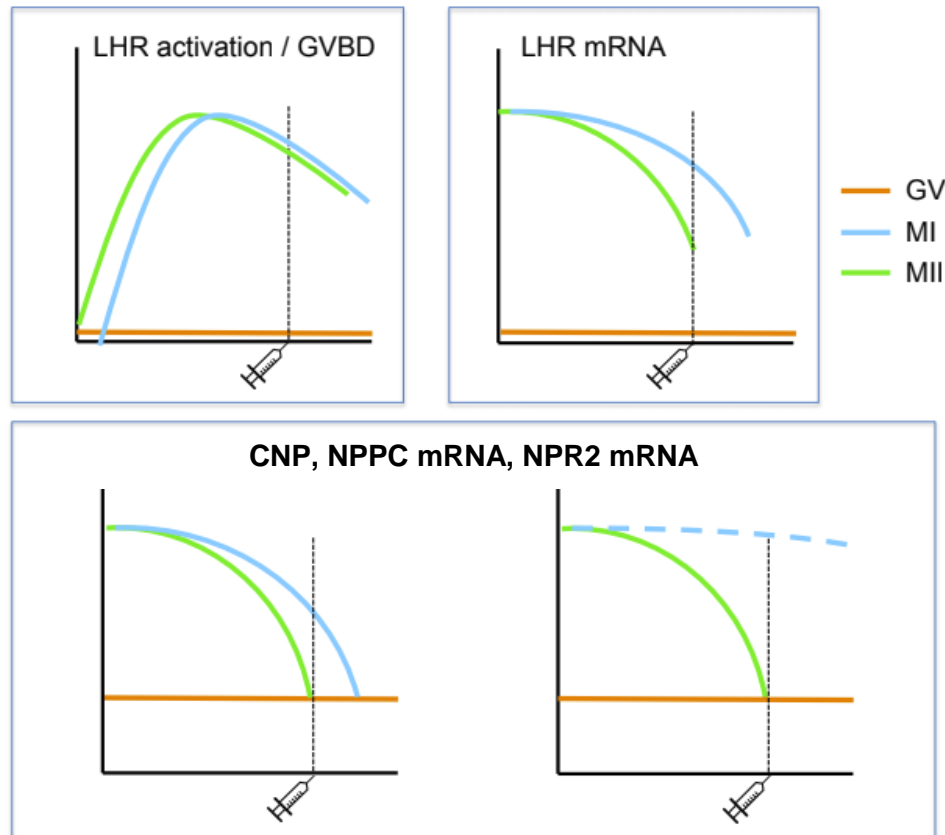 LHR activation / GVBD
LHR mRNA
GV
MI
MII
CNP, NPPC mRNA, NPR2 mRNA